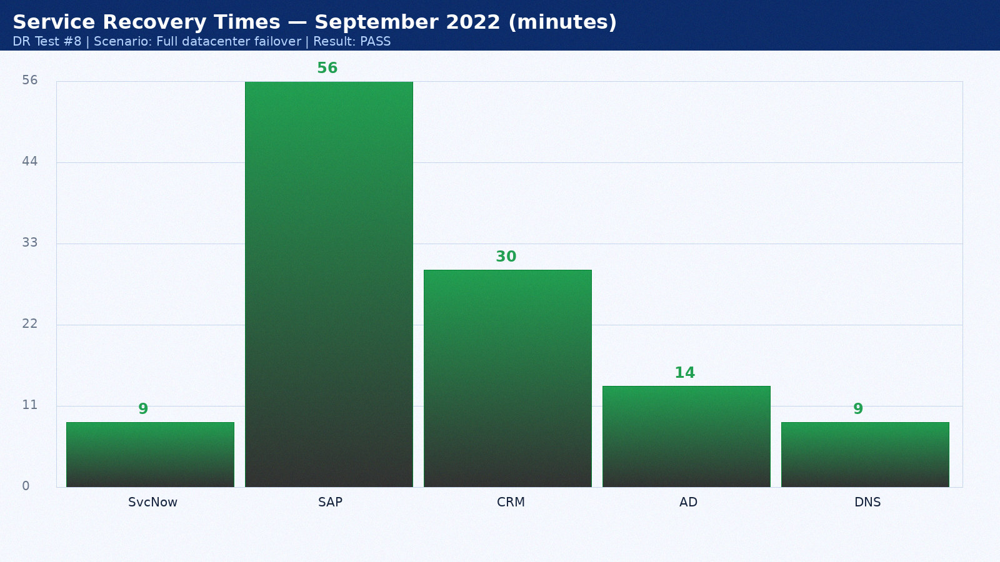 Service Recovery Times — September 2022 (minutes)
DR Test #8 | Scenario: Full datacenter failover | Result: PASS
56
56
44
33
30
22
14
11
9
9
0
SvcNow
SAP
CRM
AD
DNS